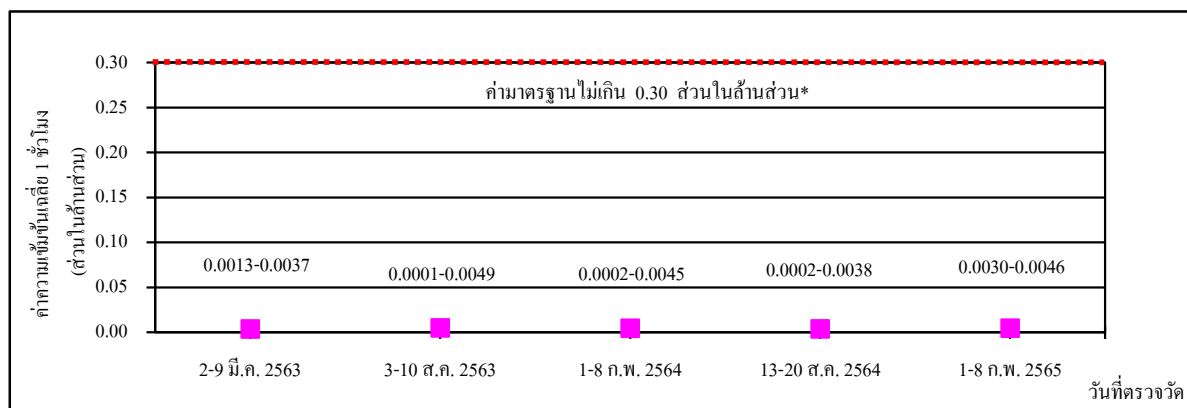 ค่าความเข้มข้นเฉลี่ย 1 ชั่วโมง
(ส่วนในล้านส่วน)
0.30
ค่ามาตรฐานไม่เกิน 0.30 ส่วนในล้านส่วน*
0.25
0.20
0.15
0.10
0.05
0.00
0.0013-0.0037
0.0001-0.0049
0.0002-0.0045
0.0002-0.0038
0.0030-0.0046
2-9 มี.ค. 2563
3-10 ส.ค. 2563
1-8 ก.พ. 2564
13-20 ส.ค. 2564
1-8 ก.พ. 2565
วันที่ตรวจวัด